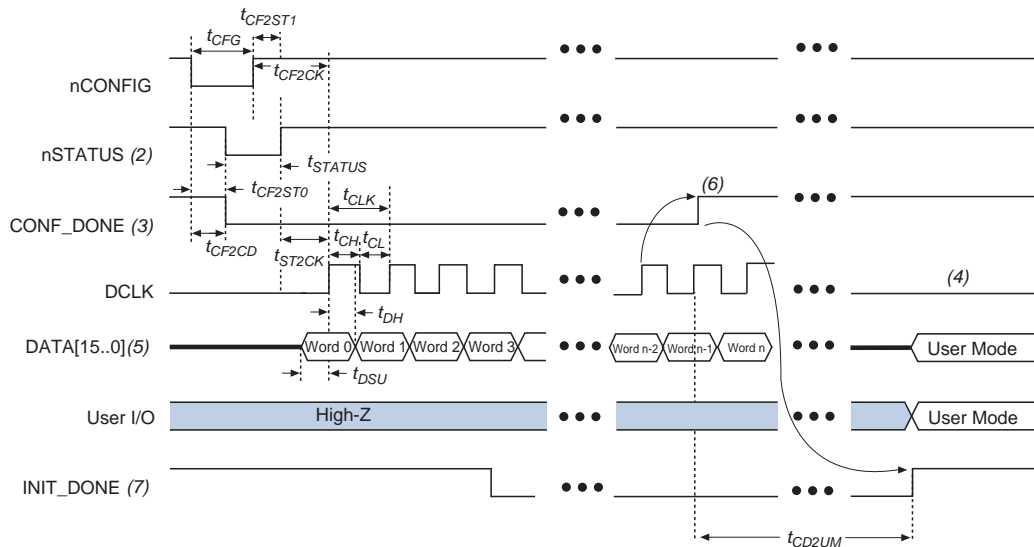 tCF2ST1
tCFG
tCF2CK
nCONFIG
nSTATUS (2)
tSTATUS
tCF2ST0
tCLK
(6)
CONF_DONE (3)
tCF2CD
tCH tCL
tST2CK
(4)
DCLK
tDH
DATA[15..0](5) Word 0 Word 1 Word 2 Word 3 Word n-2 Word n-1 Word n User Mode
tDSU
User I/O High-Z User Mode
INIT_DONE (7)
tCD2UM